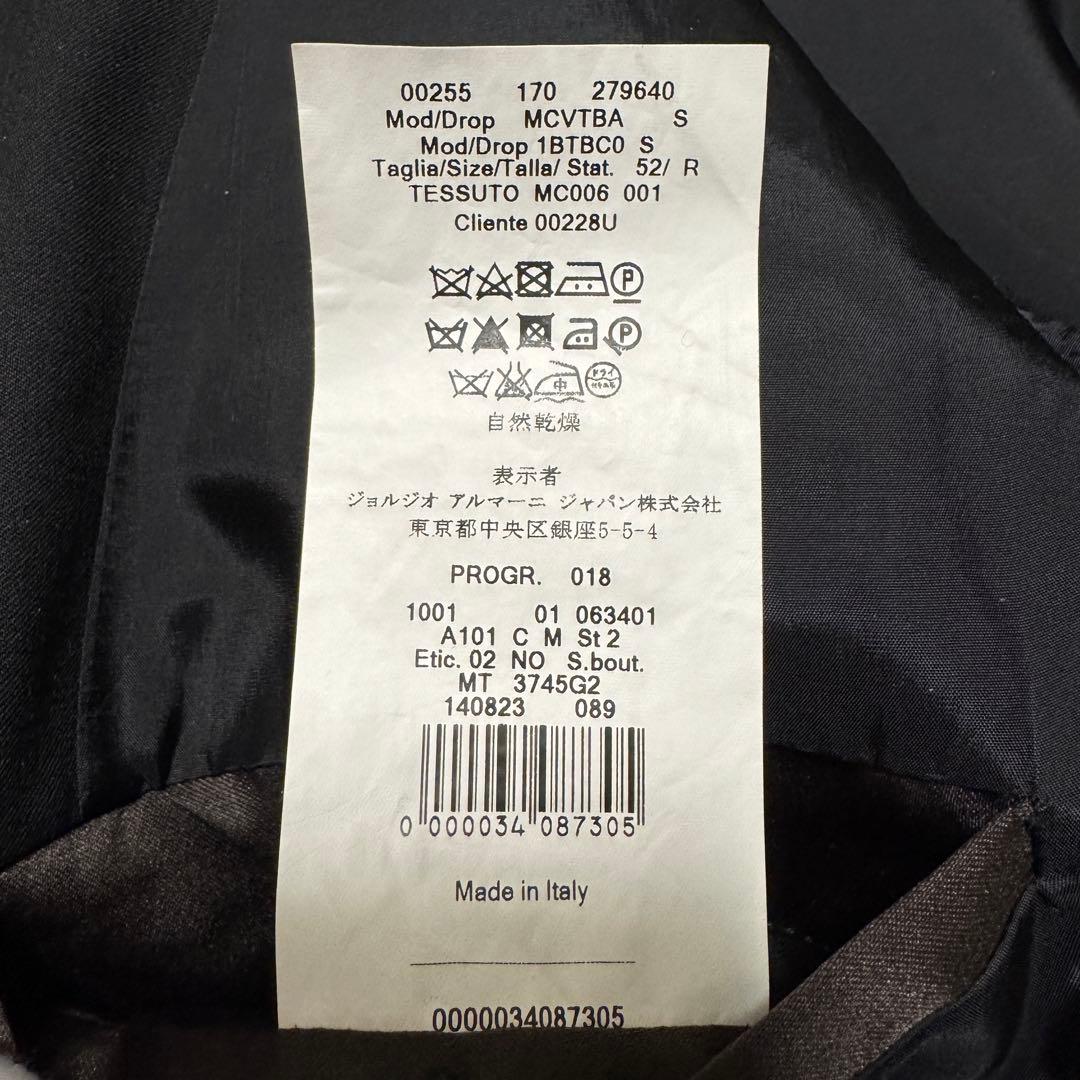 00255 170 279640
Mod/Drop MCVTBA S
Mod/Drop 1BTBC0 S
Taglia/Size/Talla/ Stat. 52/ R
TESSUTO MC006 001
Cliente 00228U
P
P
中 ドライ
自然乾燥
表示者
ジョルジオ アルマーニ ジャパン株式会社
東京都中央区銀座5-5-4
PROGR. 018
1001 01 063401
A101 C M St 2
Etic. 02 NO S.bout.
MT 3745G2
140823 089
0 000034 087305
Made in Italy
0000034087305